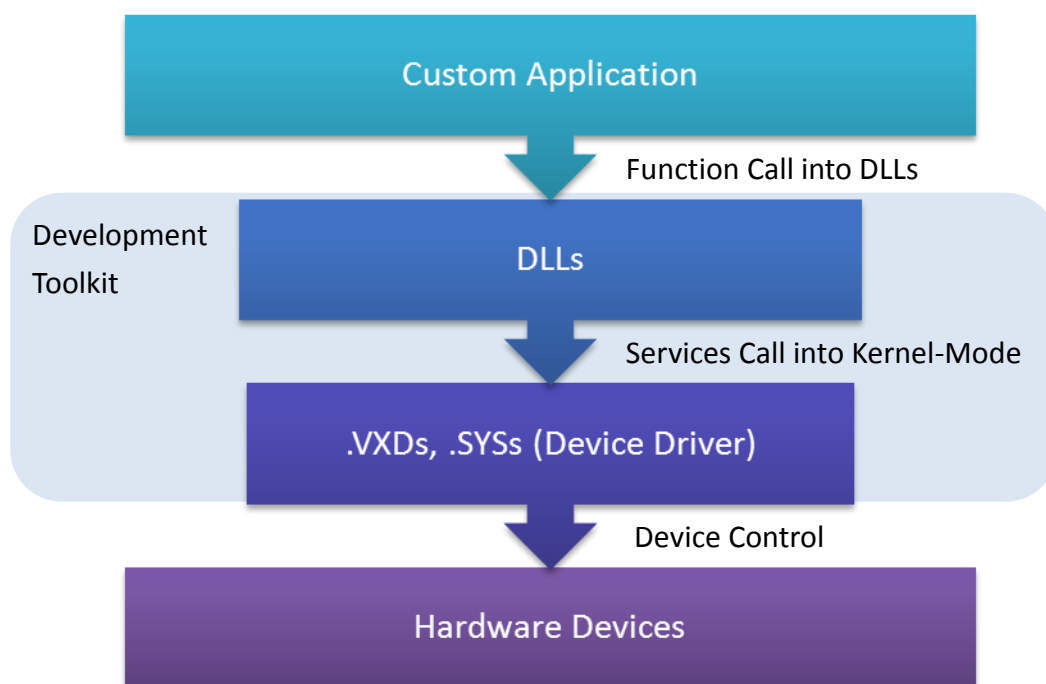 Custom Application
Function Call into DLLs
Development
Toolkit
DLLs
Services Call into Kernel-Mode
.VXDs, .SYSs (Device Driver)
Device Control
Hardware Devices